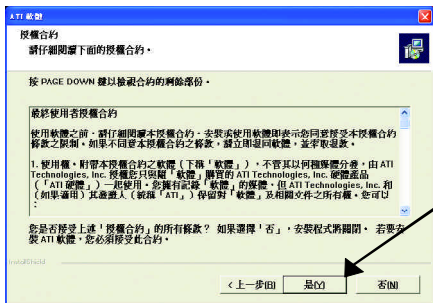 ATI 軟體
授權合約
請仔細閱讀下面的授權合約。
按 PAGE DOWN 鍵以檢視合約的剩餘部份。
最終使用者授權合約
使用軟體之前，請仔細閱讀本授權合約。安裝或使用軟體即表示您同意接受本授權合約
條款之限制。如果不同意本授權合約之條款，請立即退回軟體，並索取退款。
1. 使用權。附帶本授權合約之軟體（下稱「軟體」），不管其以何種媒體分發，由 ATI
Technologies, Inc. 授權您只與隨「軟體」購買的 ATI Technologies, Inc. 硬體產品
（「ATI 硬體」）一起使用。您擁有記錄「軟體」的媒體，但 ATI Technologies, Inc. 和
（如果適用）其證照人（統稱「ATI」）保留對「軟體」及相關文件之所有權。您可以
:
您是否接受上述「授權合約」的所有條款？ 如果選擇「否」，安裝程式將關閉。 若要安
裝 ATI 軟體，您必須接受此合約。
InstallShield
< 上一步(B)  是(Y)  否(N)